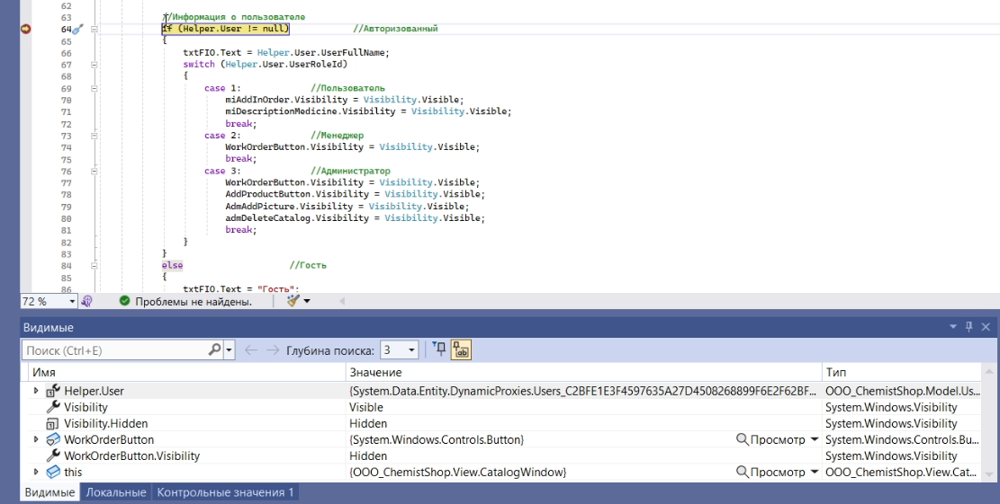 62
63 //Информация о пользователе
64 if (Helper.User != null) //Авторизованный
65 {
66 txtFIO.Text = Helper.User.UserFullName;
67 switch (Helper.User.UserRoleId)
68 {
69 case 1: //Пользователь
70 miAddInOrder.Visibility = Visibility.Visible;
71 miDescriptionMedicine.Visibility = Visibility.Visible;
72 break;
73 case 2: //Менеджер
74 WorkOrderButton.Visibility = Visibility.Visible;
75 break;
76 case 3: //Администратор
77 WorkOrderButton.Visibility = Visibility.Visible;
78 AddProductButton.Visibility = Visibility.Visible;
79 AdmAddPicture.Visibility = Visibility.Visible;
80 admDeleteCatalog.Visibility = Visibility.Visible;
81 break;
82 }
83 }
84 else //Гость
85 {
86 txtFIO.Text = "Гость";
72 % Проблемы не найдены.
Видимые
Поиск (Ctrl+E) Глубина поиска: 3
Имя Значение Тип
Helper.User {System.Data.Entity.DynamicProxies.Users_C2BFE1E3F4597635A27D4508268899F6E2F62BF... OOO_ChemistShop.Model.Us...
Visibility Visible System.Windows.Visibility
Visibility.Hidden Hidden System.Windows.Visibility
WorkOrderButton {System.Windows.Controls.Button} Просмотр System.Windows.Controls.Bu...
WorkOrderButton.Visibility Hidden System.Windows.Visibility
this {OOO_ChemistShop.View.CatalogWindow} Просмотр OOO_ChemistShop.View.Cat...
Видимые Локальные Контрольные значения 1